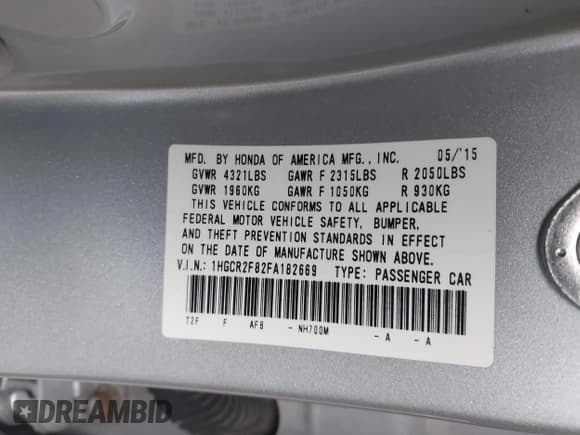 MFD. BY HONDA OF AMERICA MFG., INC. 05/'15
GVWR 4321LBS GAWR F 2315LBS R 2050LBS
GVWR 1960KG GAWR F 1050KG R 930KG
THIS VEHICLE CONFORMS TO ALL APPLICABLE
FEDERAL MOTOR VEHICLE SAFETY, BUMPER,
AND THEFT PREVENTION STANDARDS IN EFFECT
ON THE DATE OF MANUFACTURE SHOWN ABOVE.
V.I.N.: 1HGCR2F82FA182669 TYPE: PASSENGER CAR
T2F F AF8 - NH700M - A - A
DREAMBID